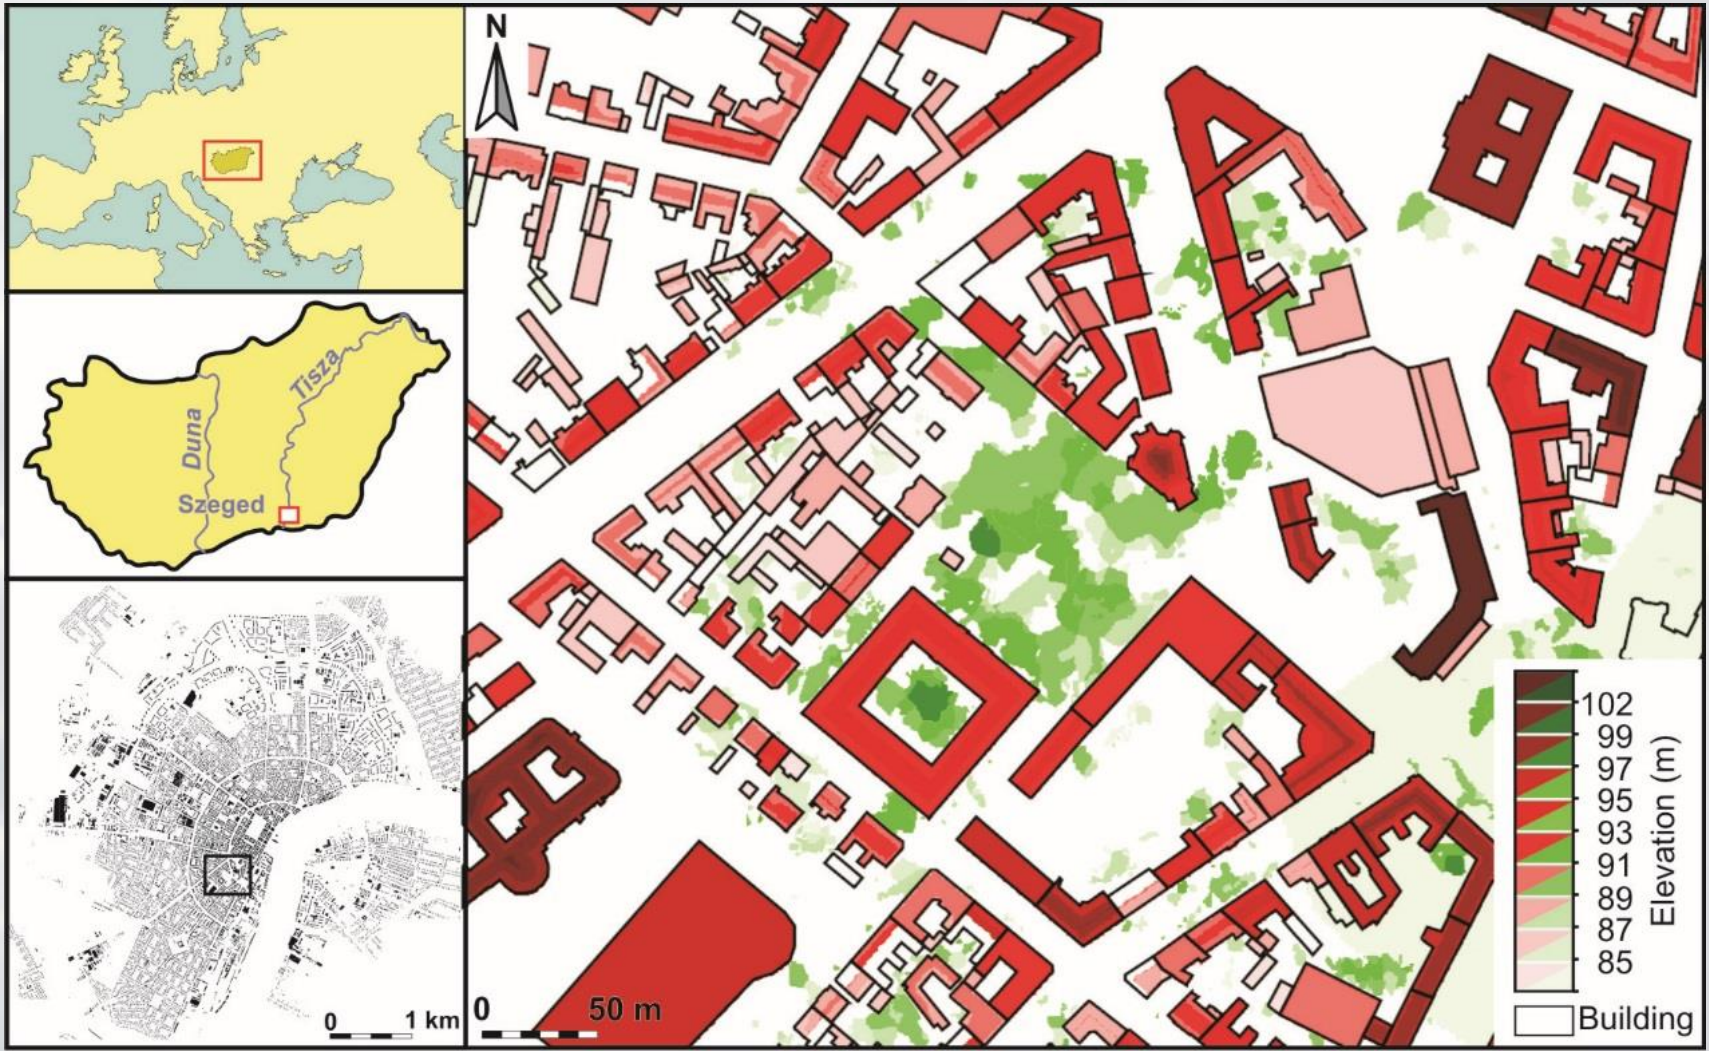 Duna
Tisza
Szeged
0 1 km
N
0 50 m
102
99
97
95
93
91
89
87
85
Elevation (m)
Building